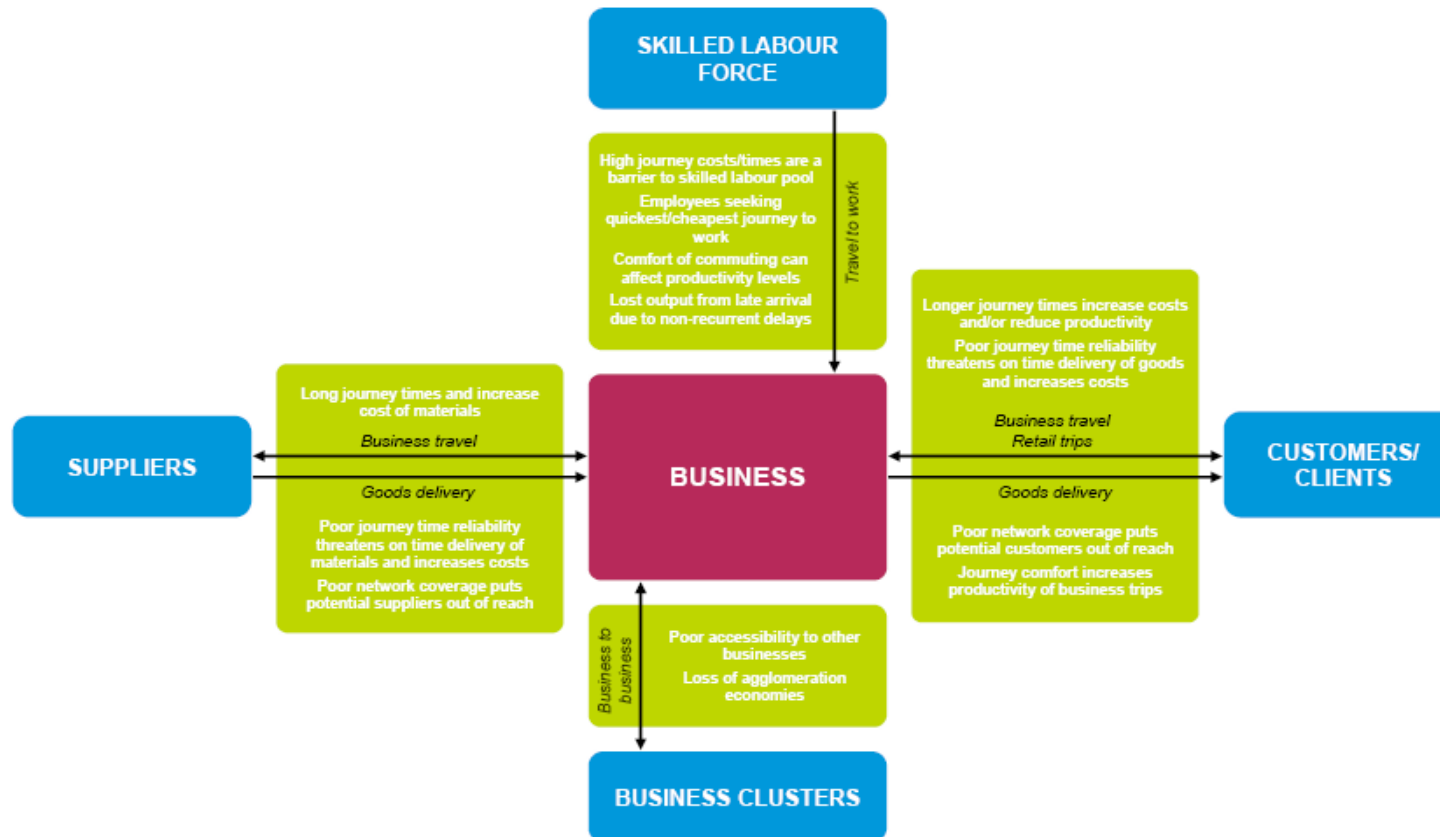 SKILLED LABOUR
FORCE
High journey costs/times are a
barrier to skilled labour pool
Employees seeking
quickest/cheapest journey to
work
Comfort of commuting can
affect productivity levels
Lost output from late arrival
due to non-recurrent delays
Travel to work
Long journey times and increase
cost of materials
Business travel
Goods delivery
Poor journey time reliability
threatens on time delivery of
materials and increases costs
Poor network coverage puts
potential suppliers out of reach
SUPPLIERS
BUSINESS
Longer journey times increase costs
and/or reduce productivity
Poor journey time reliability
threatens on time delivery of goods
and increases costs
Business travel
Retail trips
Goods delivery
Poor network coverage puts
potential customers out of reach
Journey comfort increases
productivity of business trips
CUSTOMERS/
CLIENTS
Business to
business
Poor accessibility to other
businesses
Loss of agglomeration
economies
BUSINESS CLUSTERS